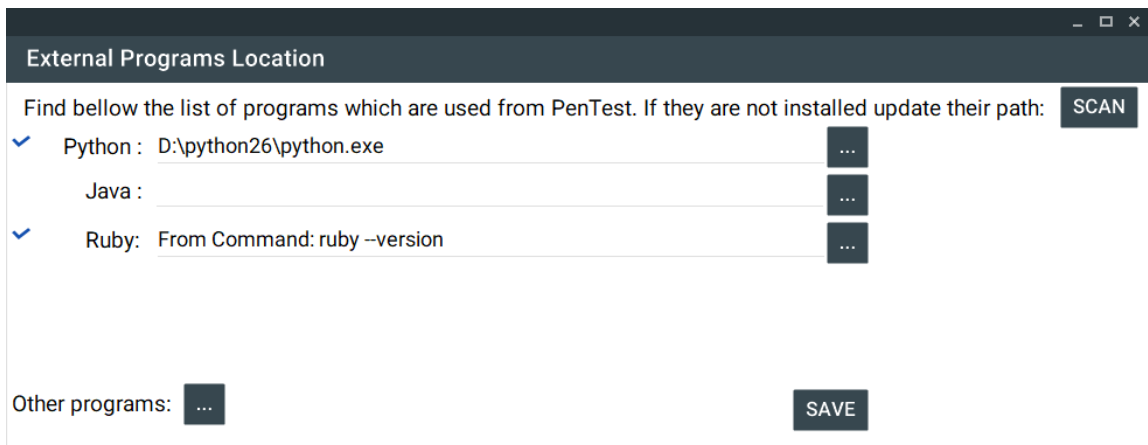 External Programs Location
Find bellow the list of programs which are used from PenTest. If they are not installed update their path: SCAN
Python : D:\python26\python.exe ...
Java : ...
Ruby: From Command: ruby --version ...
Other programs: ... SAVE